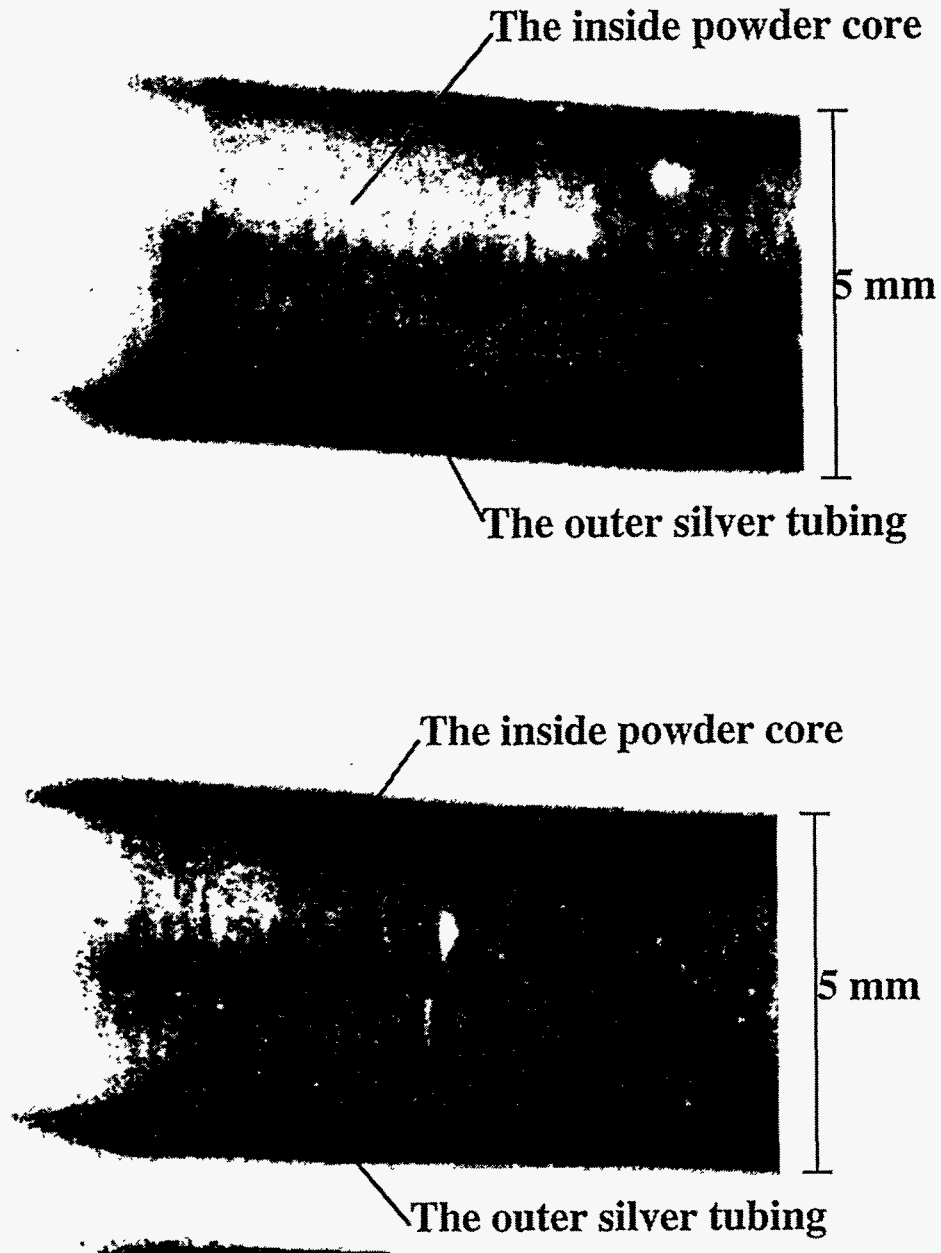 The inside powder core
5 mm
The outer silver tubing
The inside powder core
5 mm
The outer silver tubing